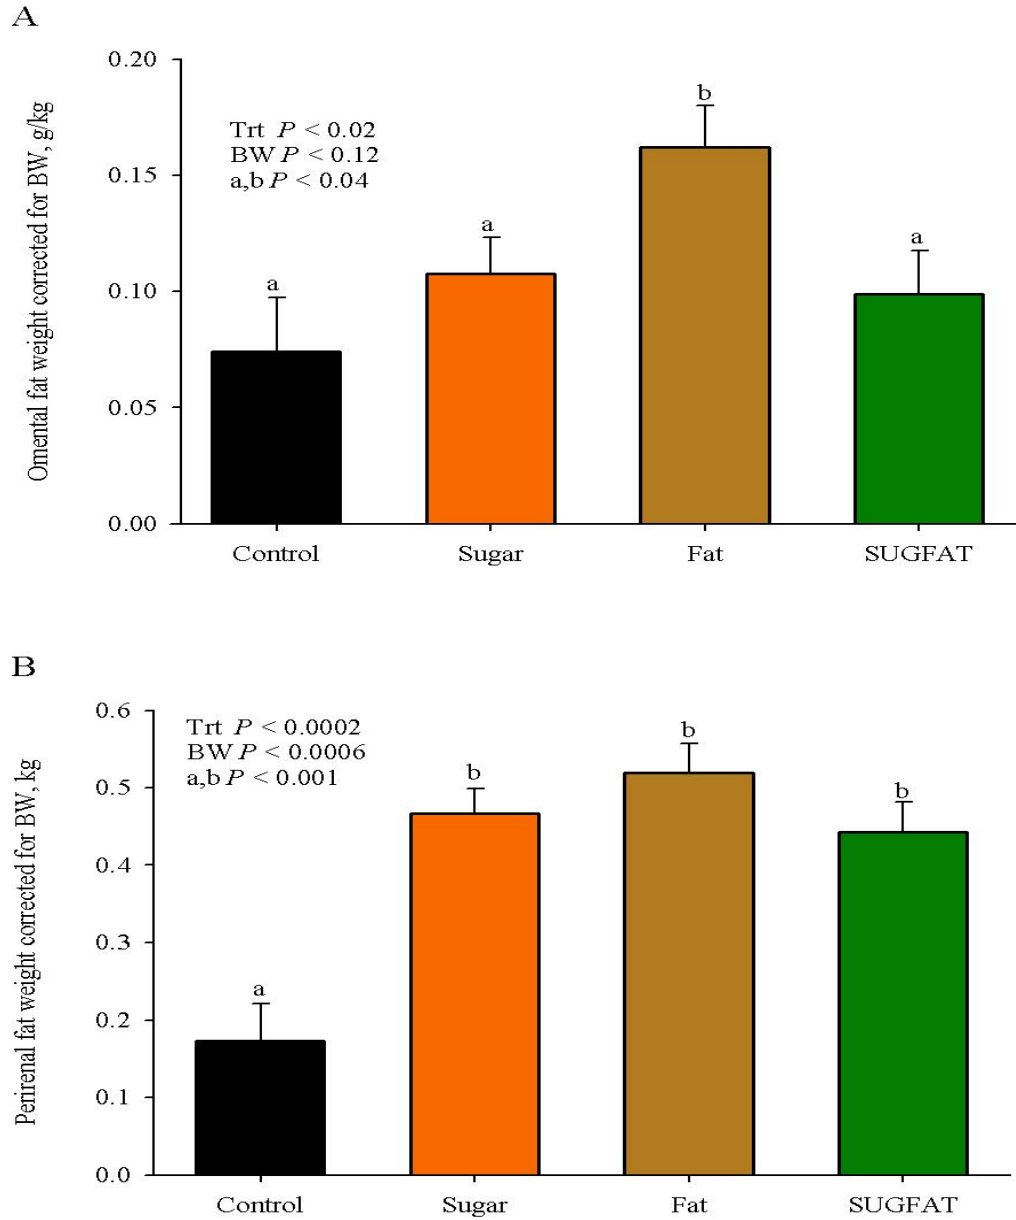 A
Omental fat weight corrected for BW, g/kg
0.20
0.15
0.10
0.05
0.00
Trt P < 0.02
BW P < 0.12
a,b P < 0.04
a
a
b
a
Control Sugar Fat SUGFAT
B
Perirenal fat weight corrected for BW, kg
0.6
0.5
0.4
0.3
0.2
0.1
0.0
Trt P < 0.0002
BW P < 0.0006
a,b P < 0.001
a
b
b
b
Control Sugar Fat SUGFAT